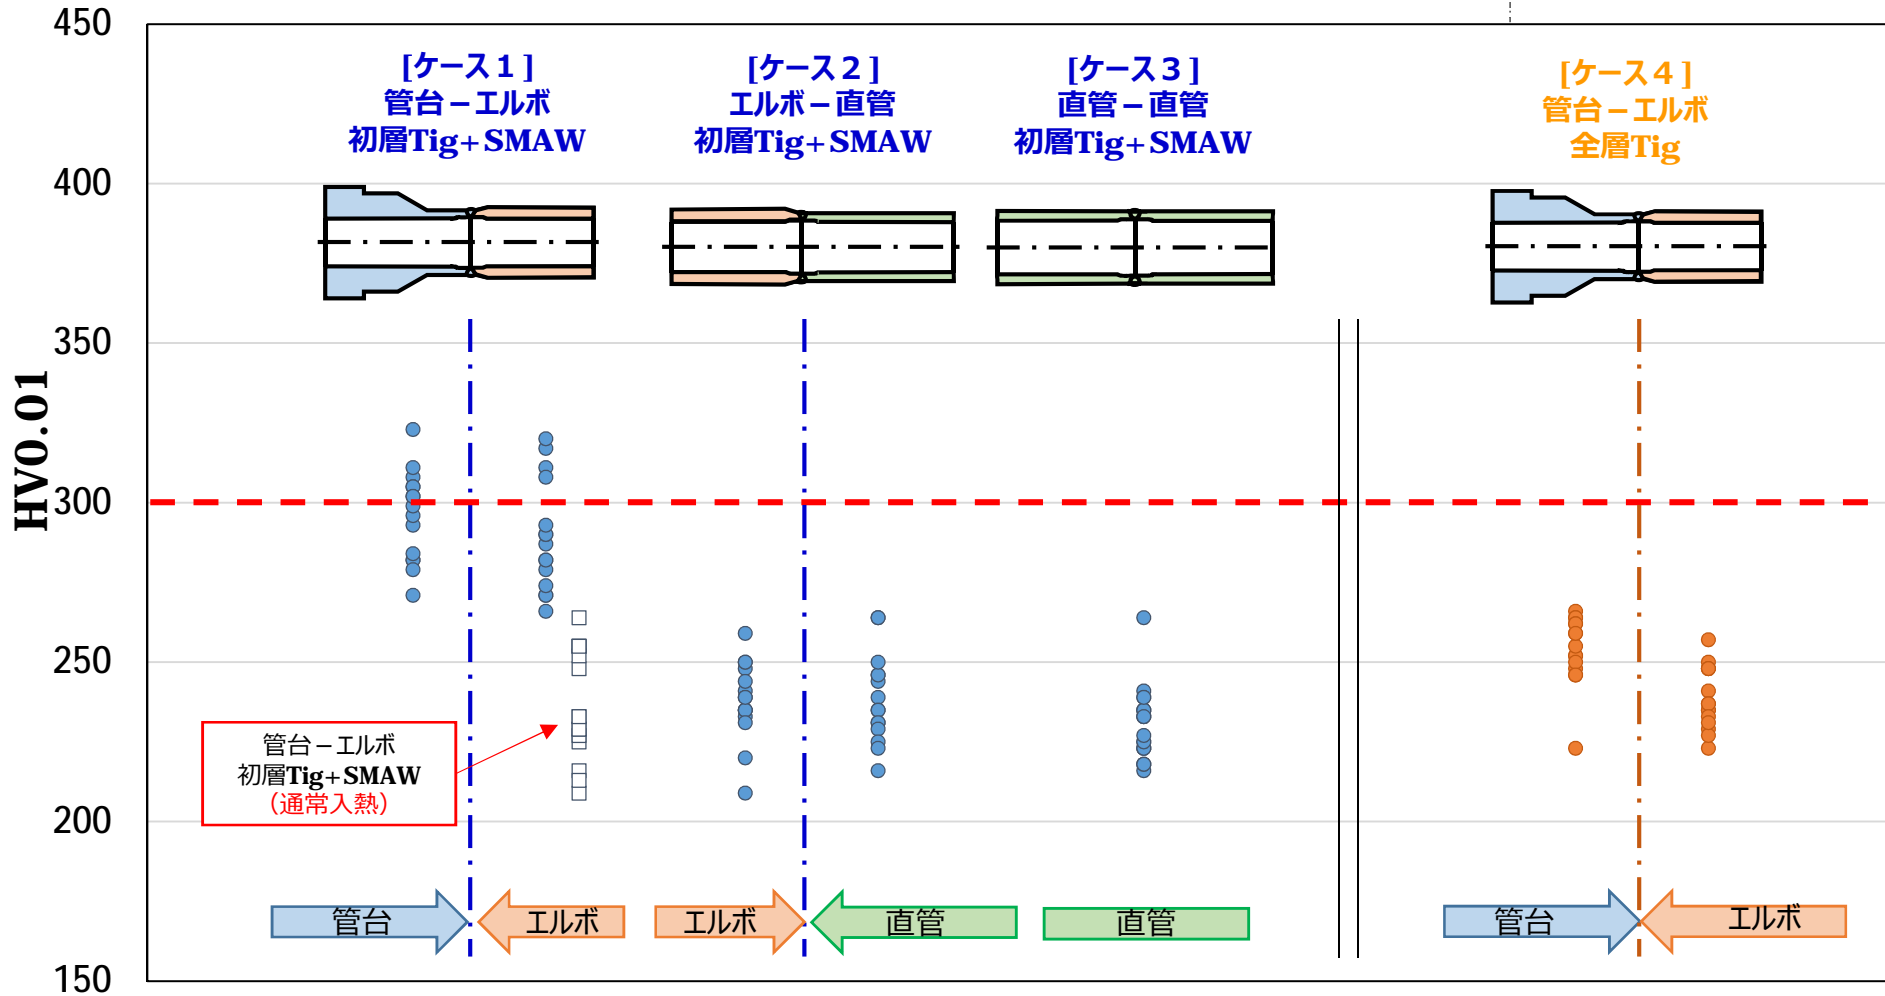 450
400
350
300
250
200
150
HV0.01
[ケース1]
管台－エルボ
初層Tig+SMAW
[ケース2]
エルボ－直管
初層Tig+SMAW
[ケース3]
直管－直管
初層Tig+SMAW
[ケース4]
管台－エルボ
全層Tig
管台－エルボ
初層Tig+SMAW
（通常入熱）
管台
エルボ
エルボ
直管
直管
管台
エルボ